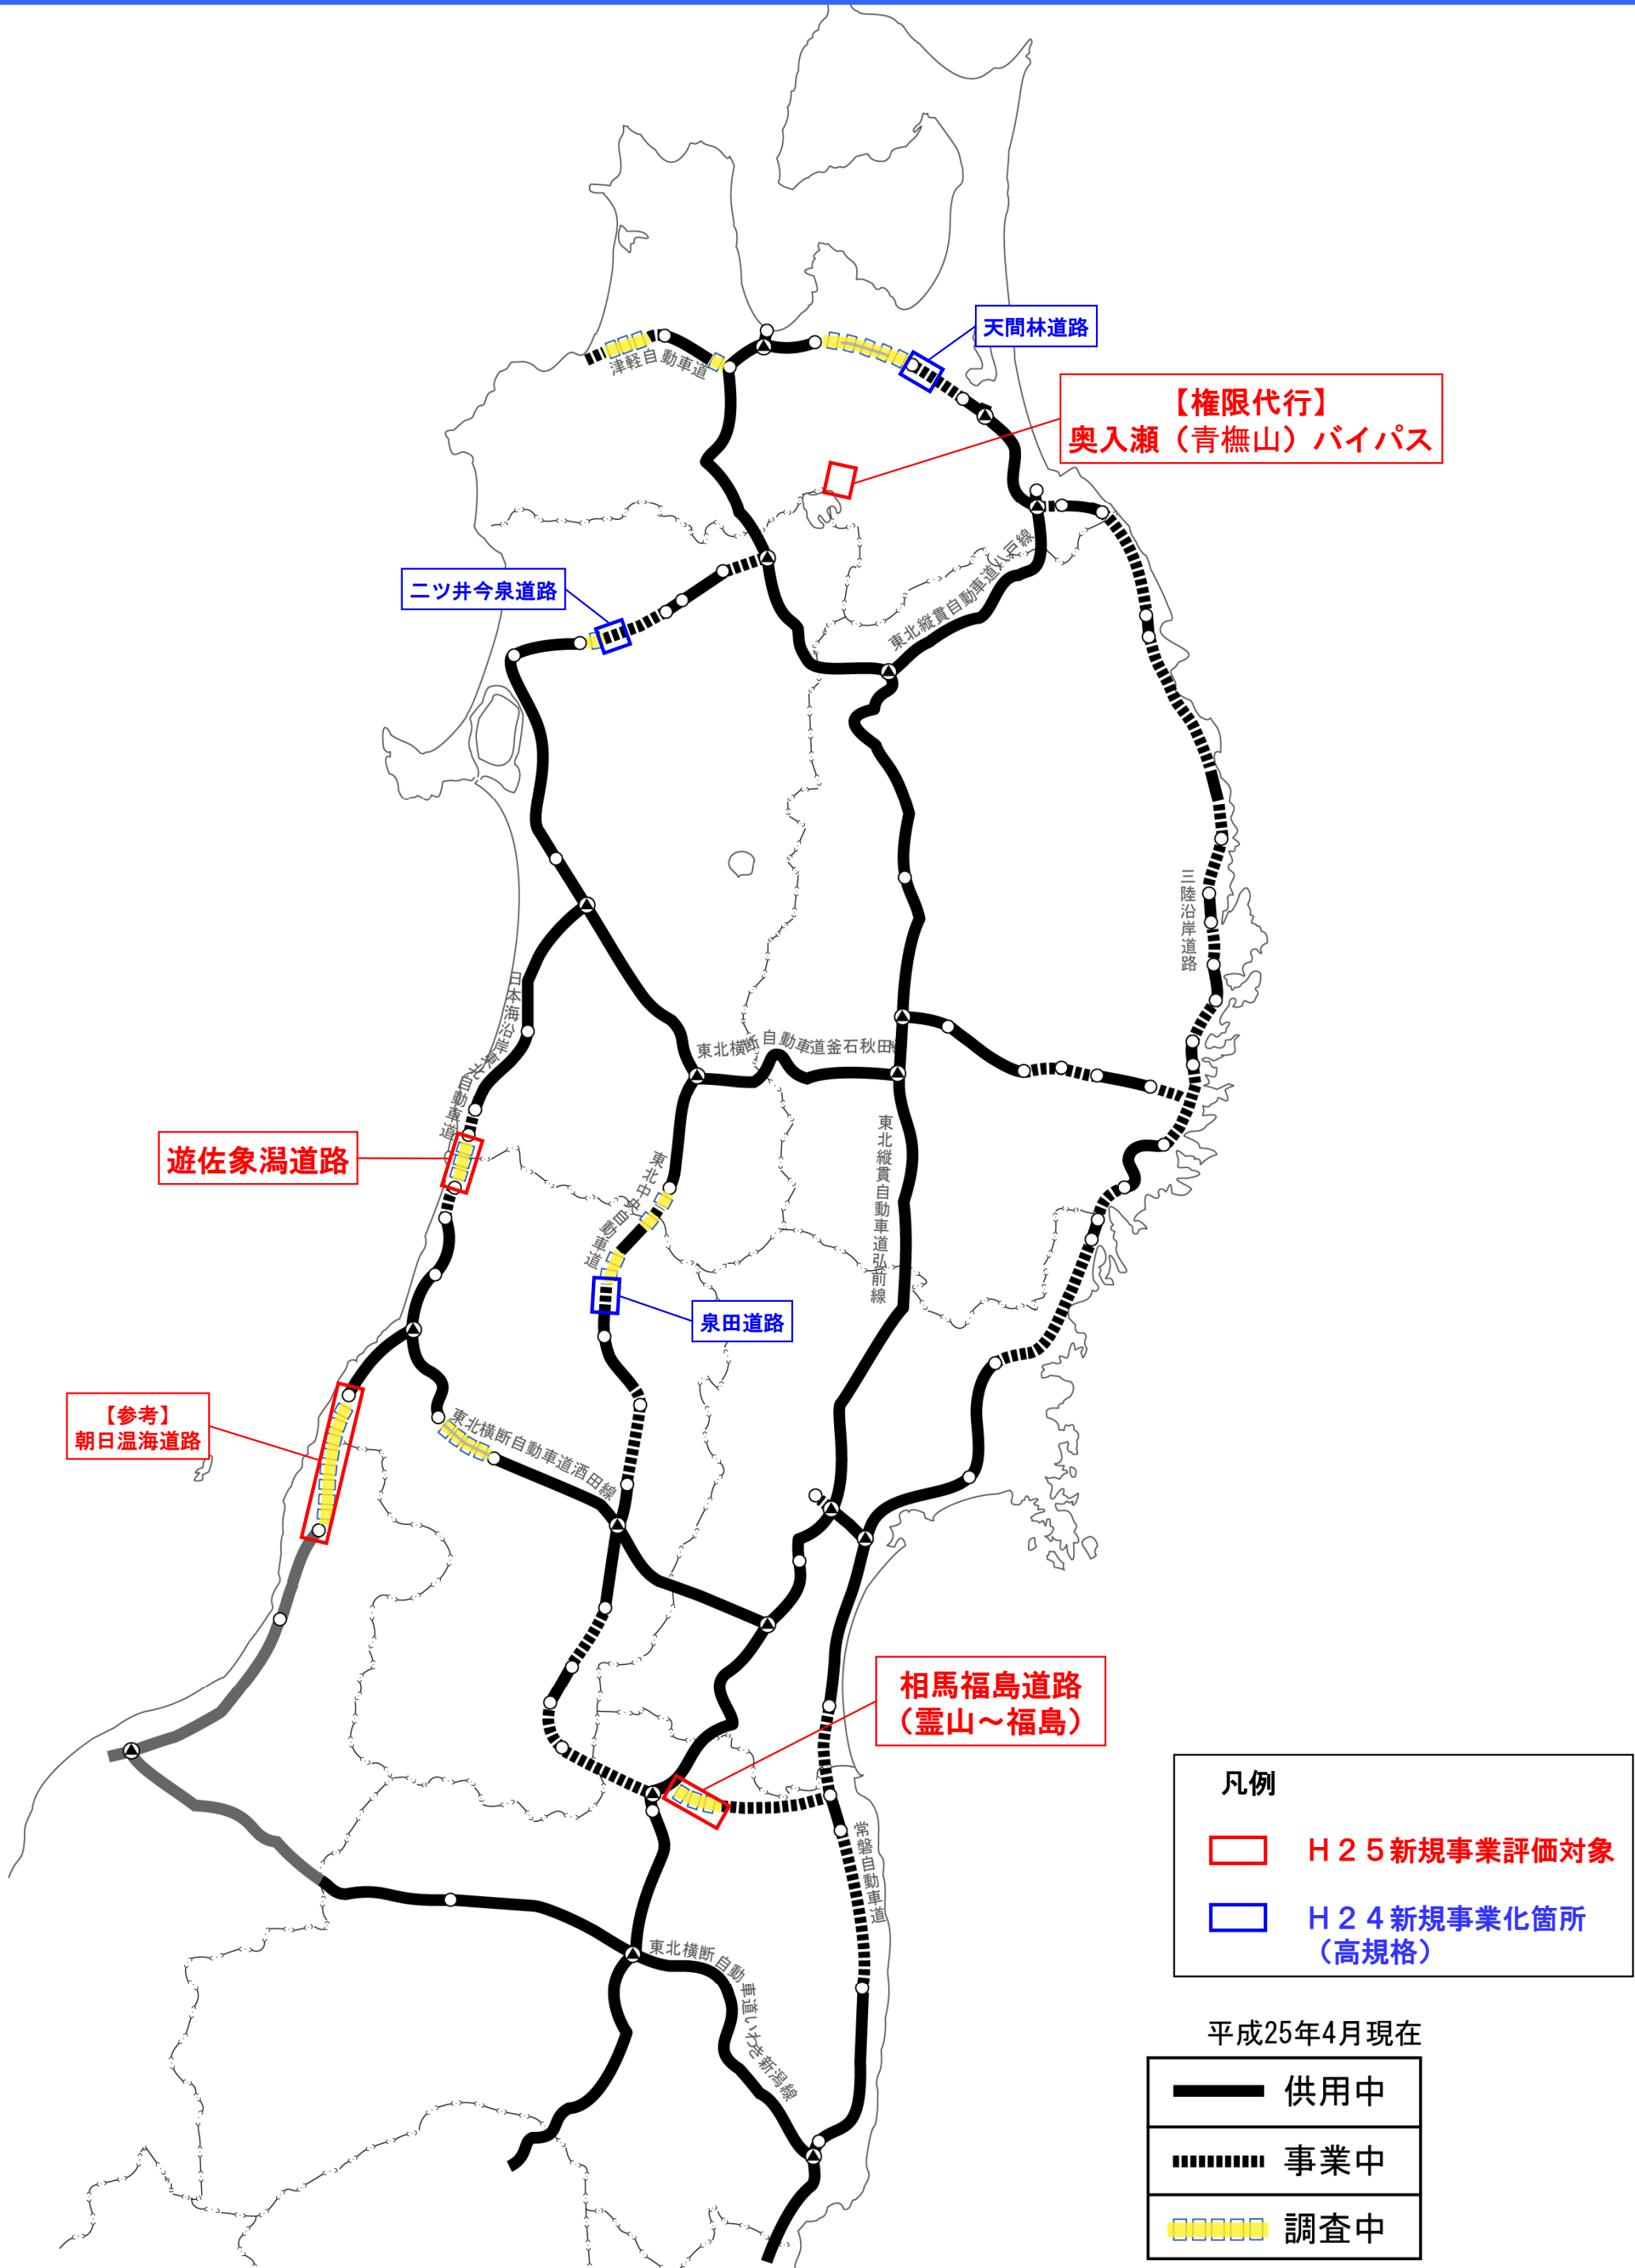 天間林道路
津軽自動車道
【権限代行】
奥入瀬（青橅山）バイパス
二ツ井今泉道路
東北縦貫自動車道八戸線
三陸沿岸道路
日本海沿岸東北自動車道
東北横断自動車道釜石秋田線
遊佐象潟道路
東北縦貫自動車道弘前線
東北中央自動車道
泉田道路
【参考】
朝日温海道路
東北横断自動車道酒田線
相馬福島道路
（霊山～福島）
常磐自動車道
東北横断自動車道いわき新潟線
凡例
Ｈ２５新規事業評価対象
Ｈ２４新規事業化箇所
（高規格）
平成25年4月現在
供用中
事業中
調査中